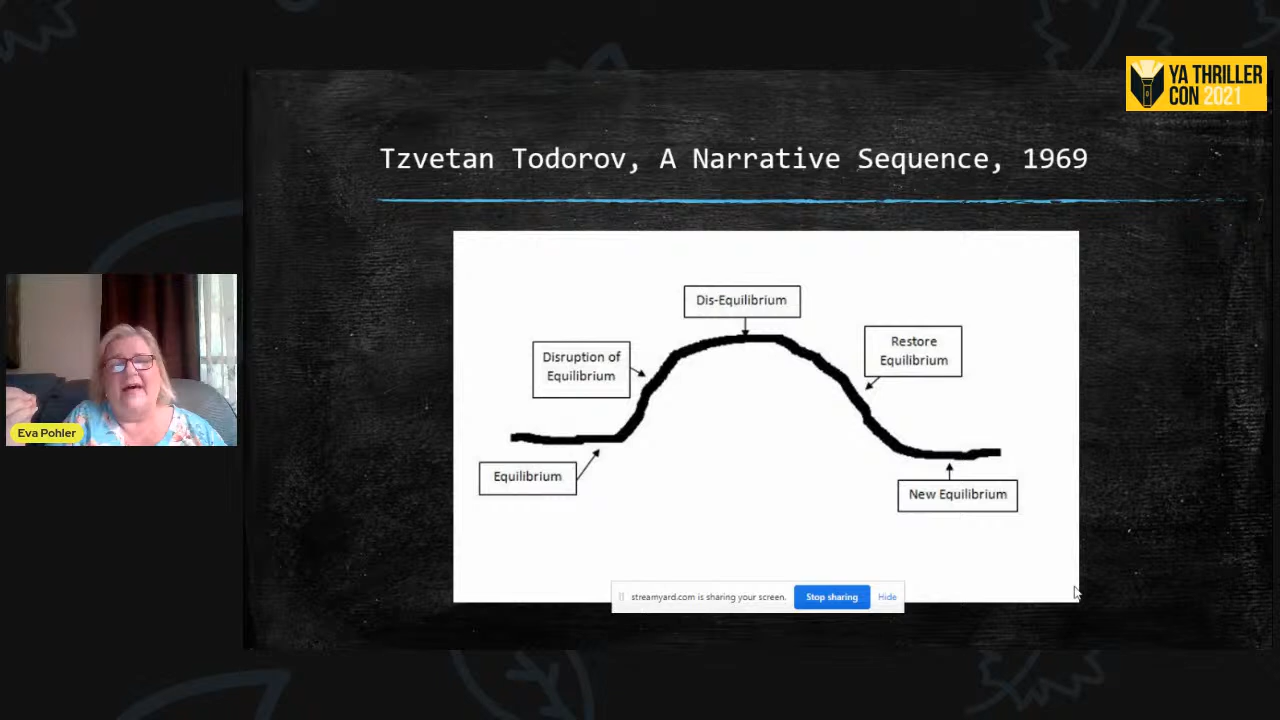 YA THRILLER
CON 2021
Tzvetan Todorov, A Narrative Sequence, 1969
Dis-Equilibrium
Disruption of
Equilibrium
Restore
Equilibrium
Equilibrium
New Equilibrium
Eva Pohler
streamyard.com is sharing your screen.
Stop sharing
Hide